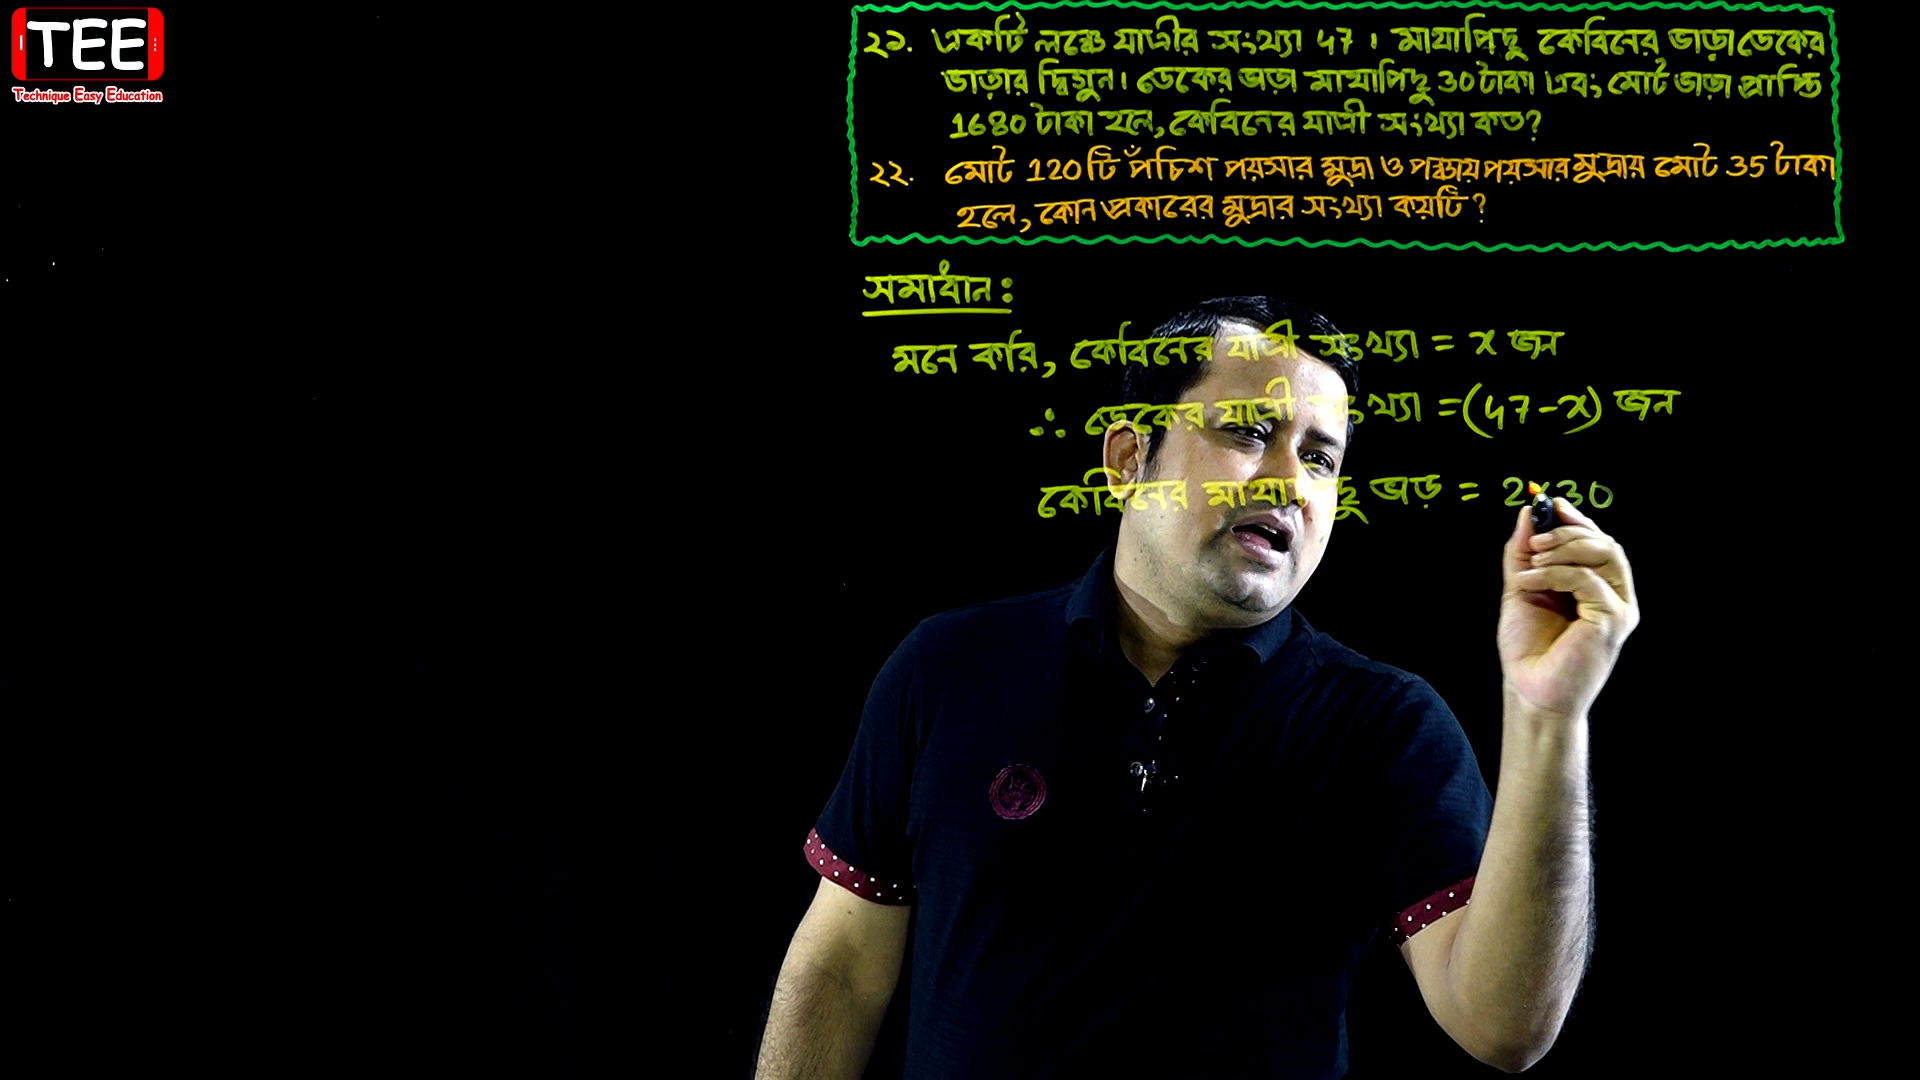 TEE
Technique Easy Education
২১. একটি লঞ্চে যাত্রীর সংখ্যা 47। মাথাপিছু কেবিনের ভাড়া ডেকের
ভাড়ার দ্বিগুন। ডেকের ভাড়া মাথাপিছু 30 টাকা এবং মোট ভাড়া প্রাপ্তি
1680 টাকা হলে, কেবিনের যাত্রী সংখ্যা কত?
২২. মোট 120 টি পঁচিশ পয়সার মুদ্রা ও পঞ্চাশ পয়সার মুদ্রায় মোট 35 টাকা
হলে, কোন প্রকারের মুদ্রার সংখ্যা কয়টি?
সমাধান:
মনে করি, কেবিনের যাত্রী সংখ্যা = x জন
∴ ডেকের যাত্রী সংখ্যা = (47-x) জন
কেবিনের মাথাপিছু ভাড়া = 2×30